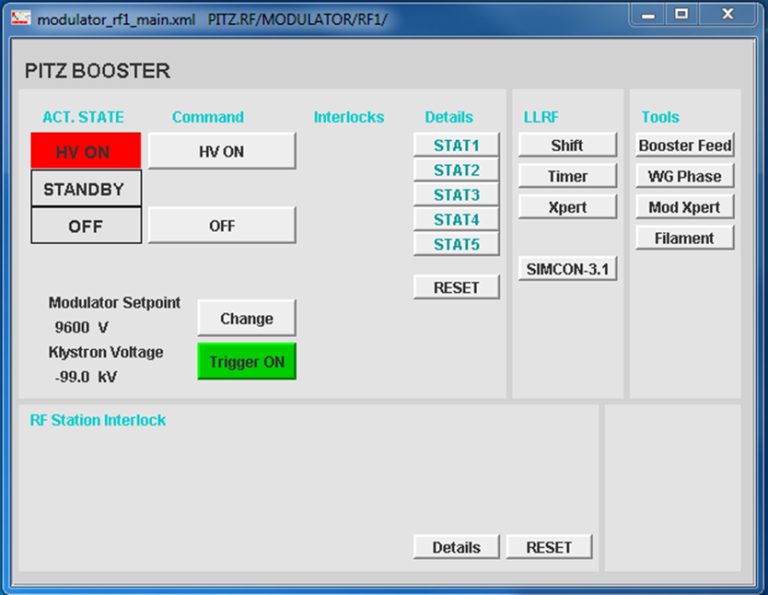 modulator_rf1_main.xml PITZ.RF/MODULATOR/RF1/
PITZ BOOSTER
ACT. STATE Command Interlocks Details LLRF Tools
HV ON HV ON STAT1 Shift Booster Feed
STANDBY STAT2 Timer WG Phase
STAT3 Xpert Mod Xpert
OFF OFF STAT4 Filament
STAT5
SIMCON-3.1
RESET
Modulator Setpoint
9600 V Change
Klystron Voltage
-99.0 kV Trigger ON
RF Station Interlock
Details RESET